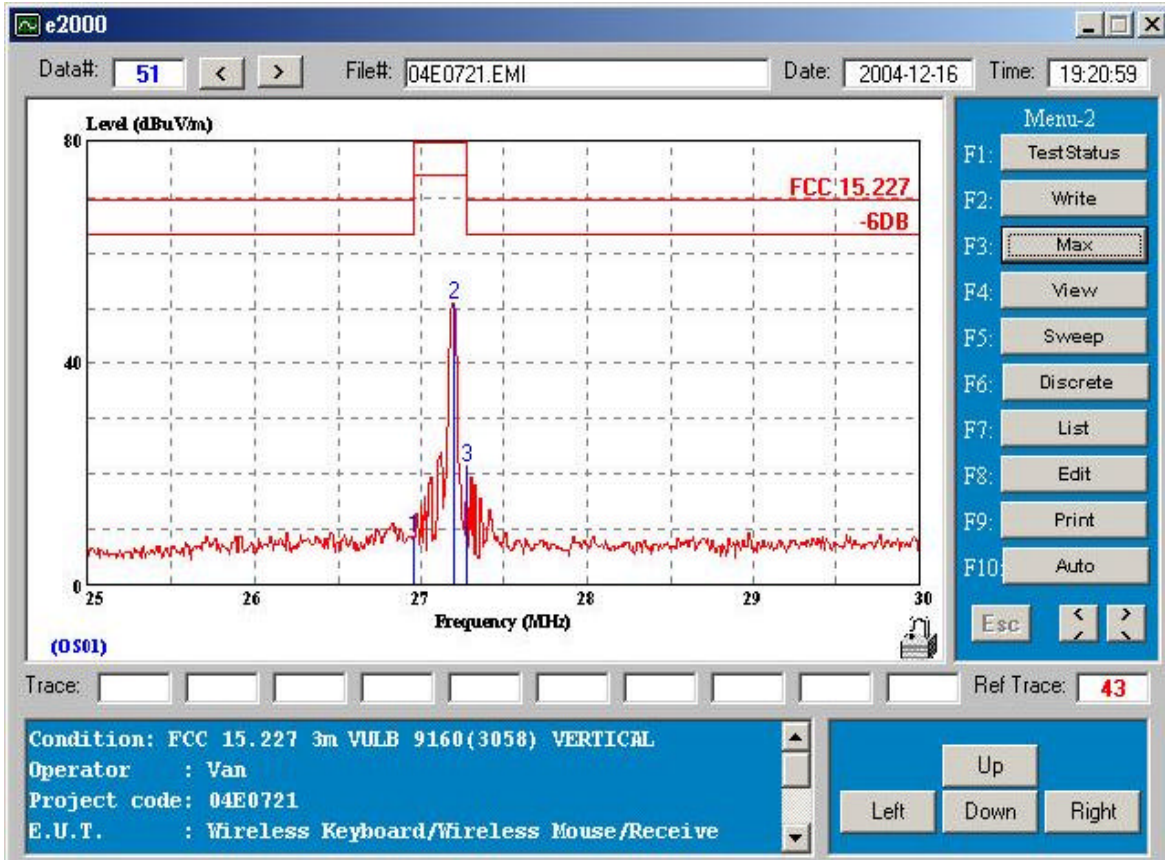 e2000
Data#: 51 < > File#: 04E0721.EMI Date: 2004-12-16 Time: 19:20:59
Level (dBuV/m)
80
40
0
FCC 15.227
-6DB
1
2
3
25 26 27 28 29 30
Frequency (MHz)
(OS01)
Menu-2
F1: TestStatus
F2: Write
F3: Max
F4: View
F5: Sweep
F6: Discrete
F7: List
F8: Edit
F9: Print
F10: Auto
Esc
Trace: Ref Trace: 43
Condition: FCC 15.227 3m VULB 9160(3058) VERTICAL
Operator : Van
Project code: 04E0721
E.U.T. : Wireless Keyboard/Wireless Mouse/Receive
Up
Left Down Right